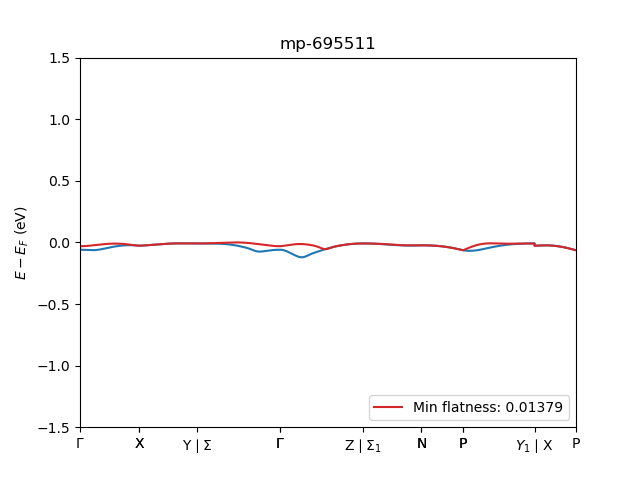 mp-695511
E − E_F (eV)
1.5
1.0
0.5
0.0
−0.5
−1.0
−1.5
Min flatness: 0.01379
Γ X Y | Σ Γ Z | Σ₁ N P Y₁ | X P